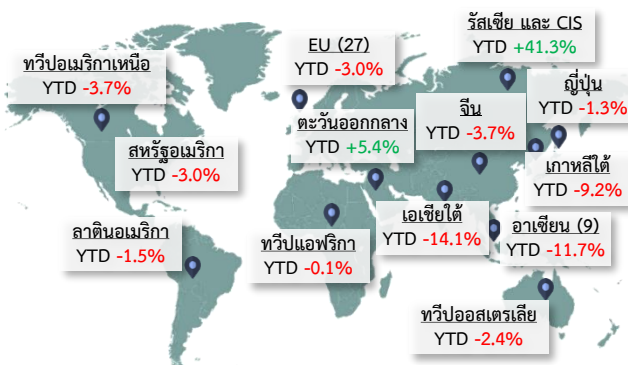 รัสเซีย และ CIS
YTD +41.3%
EU (27)
YTD -3.0%
ทวีปอเมริกาเหนือ
YTD -3.7%
ญี่ปุ่น
YTD -1.3%
จีน
YTD -3.7%
ตะวันออกกลาง
YTD +5.4%
สหรัฐอเมริกา
YTD -3.0%
เกาหลีใต้
YTD -9.2%
ลาตินอเมริกา
YTD -1.5%
ทวีปแอฟริกา
YTD -0.1%
เอเชียใต้
YTD -14.1%
อาเซียน (9)
YTD -11.7%
ทวีปออสเตรเลีย
YTD -2.4%